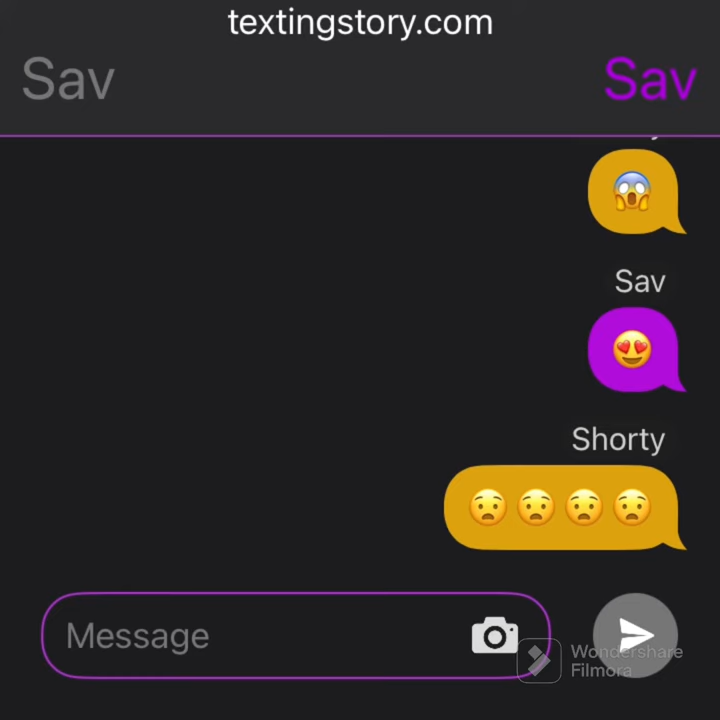 textingstory.com
Sav Sav
😱
Sav
😍
Shorty
😧😧😧😧
Message
Wondershare
Filmora